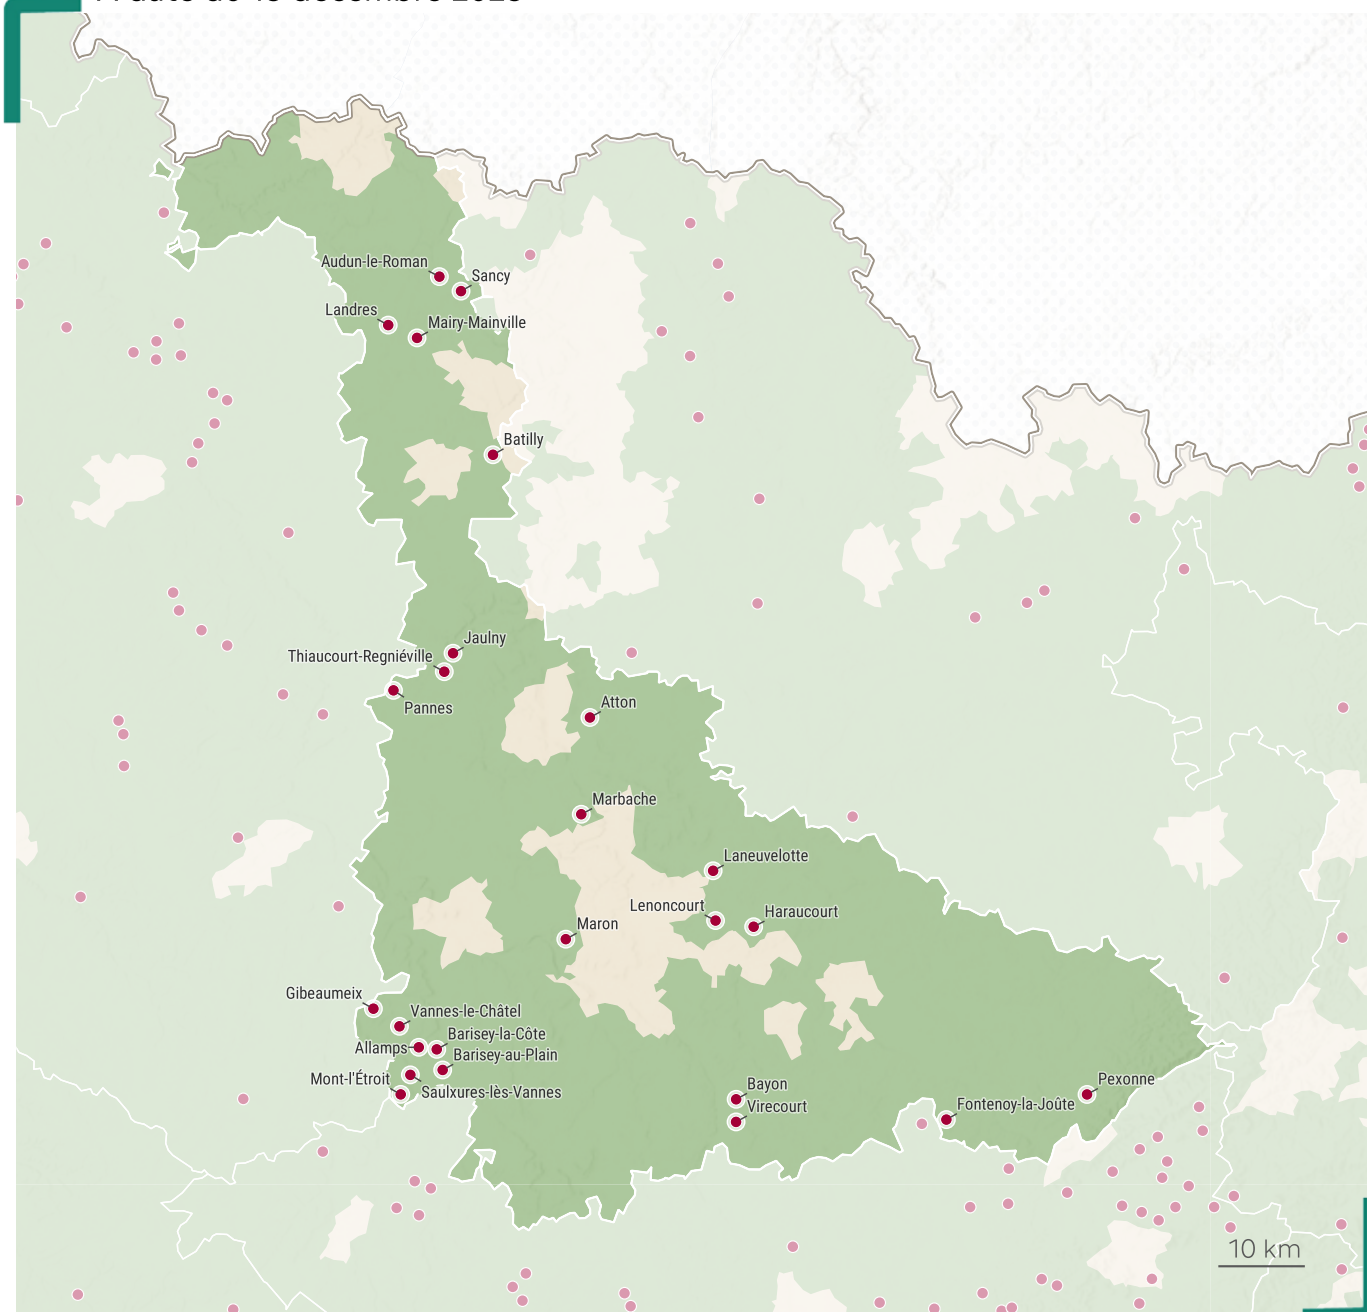 Audun-le-Roman
Sancy
Landres
Mairy-Mainville
Batilly
Jaulny
Thiaucourt-Regniéville
Pannes
Atton
Marbache
Laneuvelotte
Lenoncourt
Haraucourt
Maron
Gibeaumeix
Vannes-le-Châtel
Barisey-la-Côte
Allamps
Barisey-au-Plain
Mont-l'Étroit
Saulxures-lès-Vannes
Bayon
Virecourt
Pexonne
Fontenoy-la-Joûte
10 km